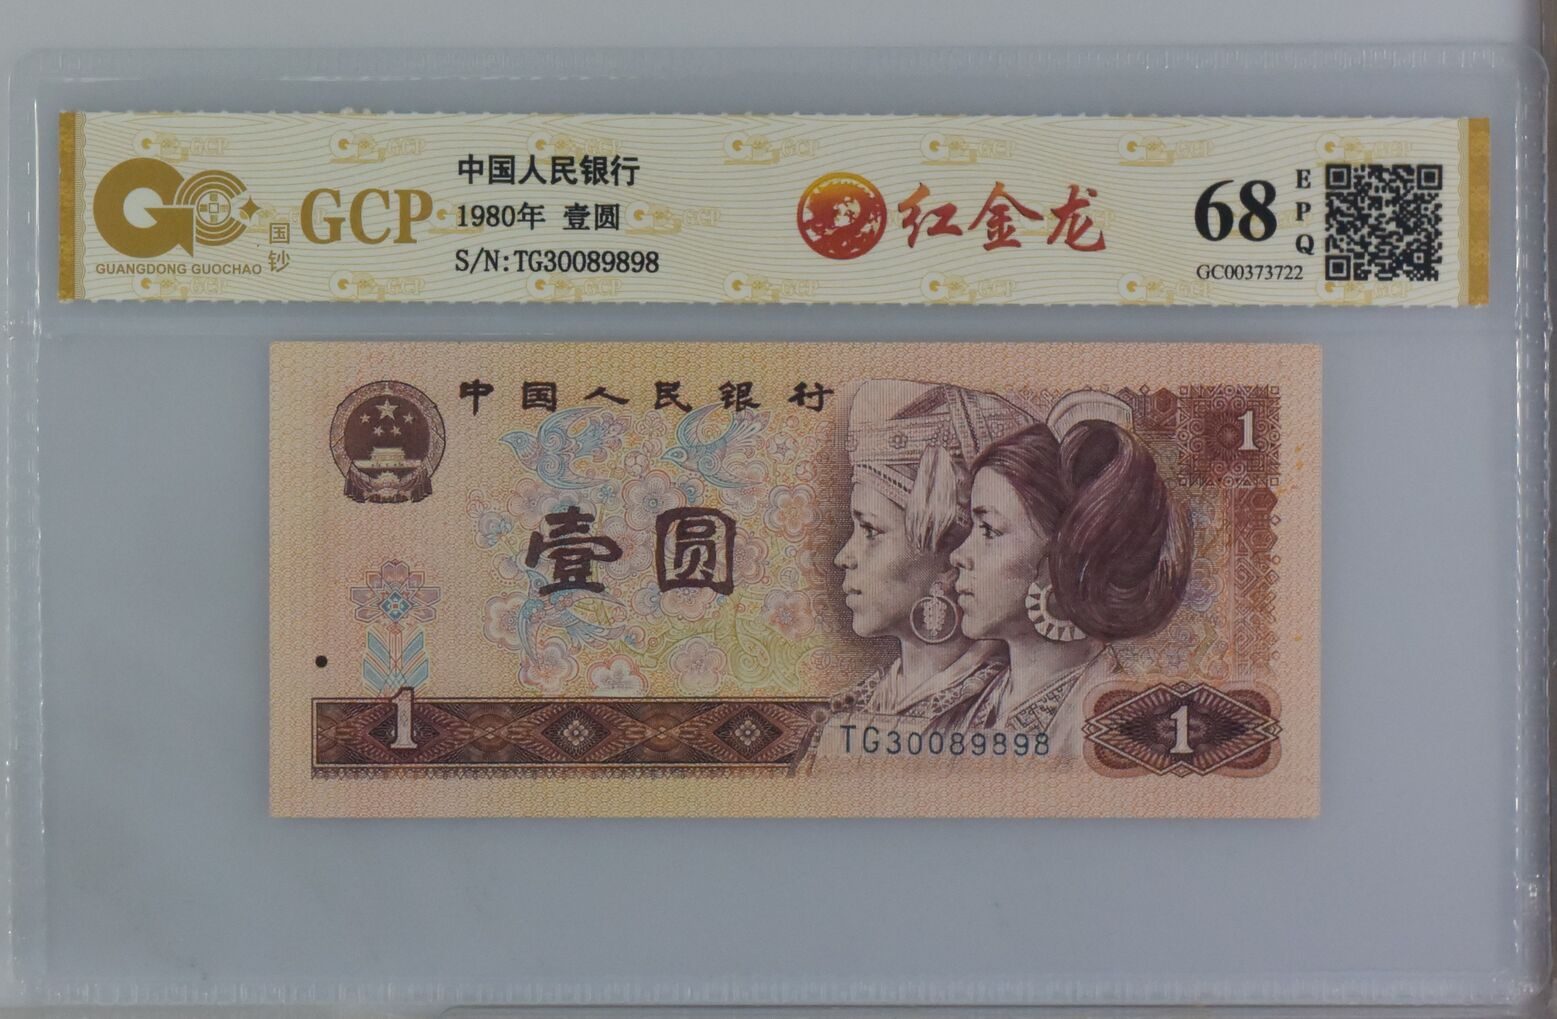 GCP
国钞
GUANGDONG GUOCHAO
中国人民银行
1980年 壹圆
S/N:TG30089898
红金龙
68
EPQ
GC00373722
中国人民银行
1
壹圆
1
TG30089898
1